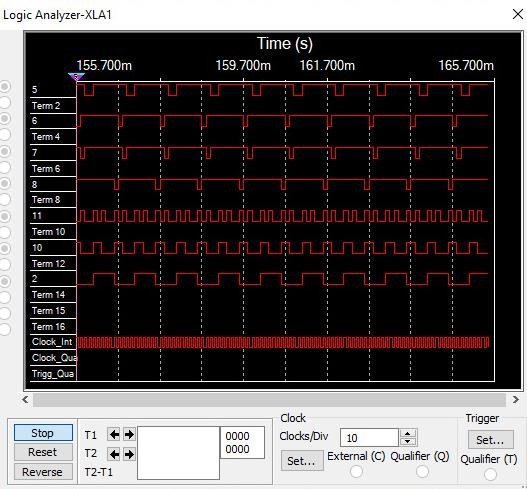 Logic Analyzer-XLA1
Time (s)
155.700m 159.700m 161.700m 165.700m
5
Term 2
6
Term 4
7
Term 6
8
Term 8
11
Term 10
10
Term 12
2
Term 14
Term 15
Term 16
Clock_Int
Clock_Qua
Trigg_Qua
Stop
Reset
Reverse
T1
T2
T2-T1
0000
0000
Clock
Clocks/Div 10
Set...
External (C) Qualifier (Q)
Trigger
Set...
Qualifier (T)